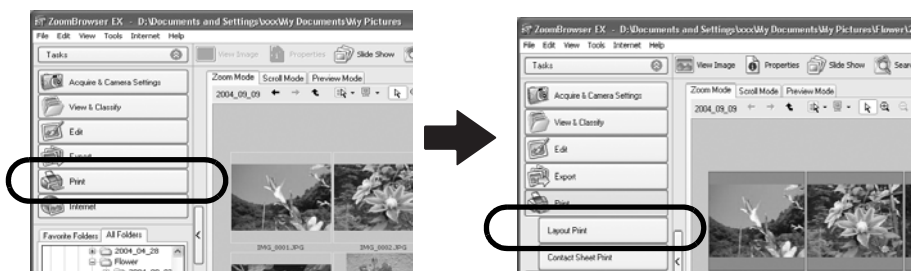 ZoomBrowser EX - D:\Documents and Settings\xxx\My Documents\My Pictures
File Edit View Tools Internet Help
Tasks
View Image Properties Slide Show
Acquire & Camera Settings
Zoom Mode Scroll Mode Preview Mode
2004_09_09
View & Classify
Edit
Export
Print
Internet
Favorite Folders All Folders
2004_04_28
Flower
IMG_0001.JPG IMG_0002.JPG
ZoomBrowser EX - D:\Documents and Settings\xxx\My Documents\My Pictures\Flower\2
File Edit View Tools Internet Help
Tasks
View Image Properties Slide Show Sear
Acquire & Camera Settings
Zoom Mode Scroll Mode Preview Mode
2004_09_09
View & Classify
Edit
Export
Print
Layout Print
Contact Sheet Print